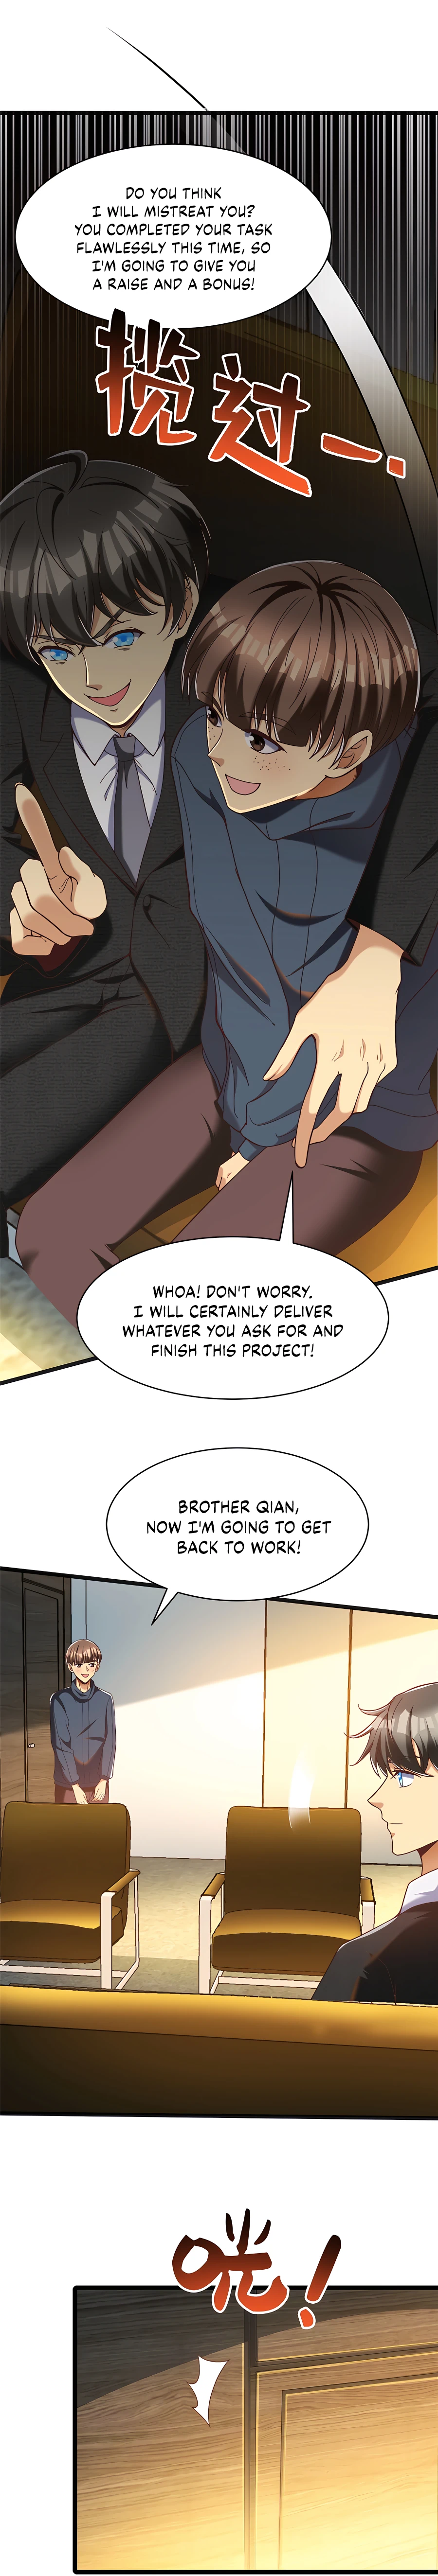 DO YOU THINK
I WILL MISTREAT YOU?
YOU COMPLETED YOUR TASK
FLAWLESSLY THIS TIME, SO
I'M GOING TO GIVE YOU
A RAISE AND A BONUS!
揽过一
WHOA! DON'T WORRY.
I WILL CERTAINLY DELIVER
WHATEVER YOU ASK FOR AND
FINISH THIS PROJECT!
BROTHER QIAN,
NOW I'M GOING TO GET
BACK TO WORK!
咣!